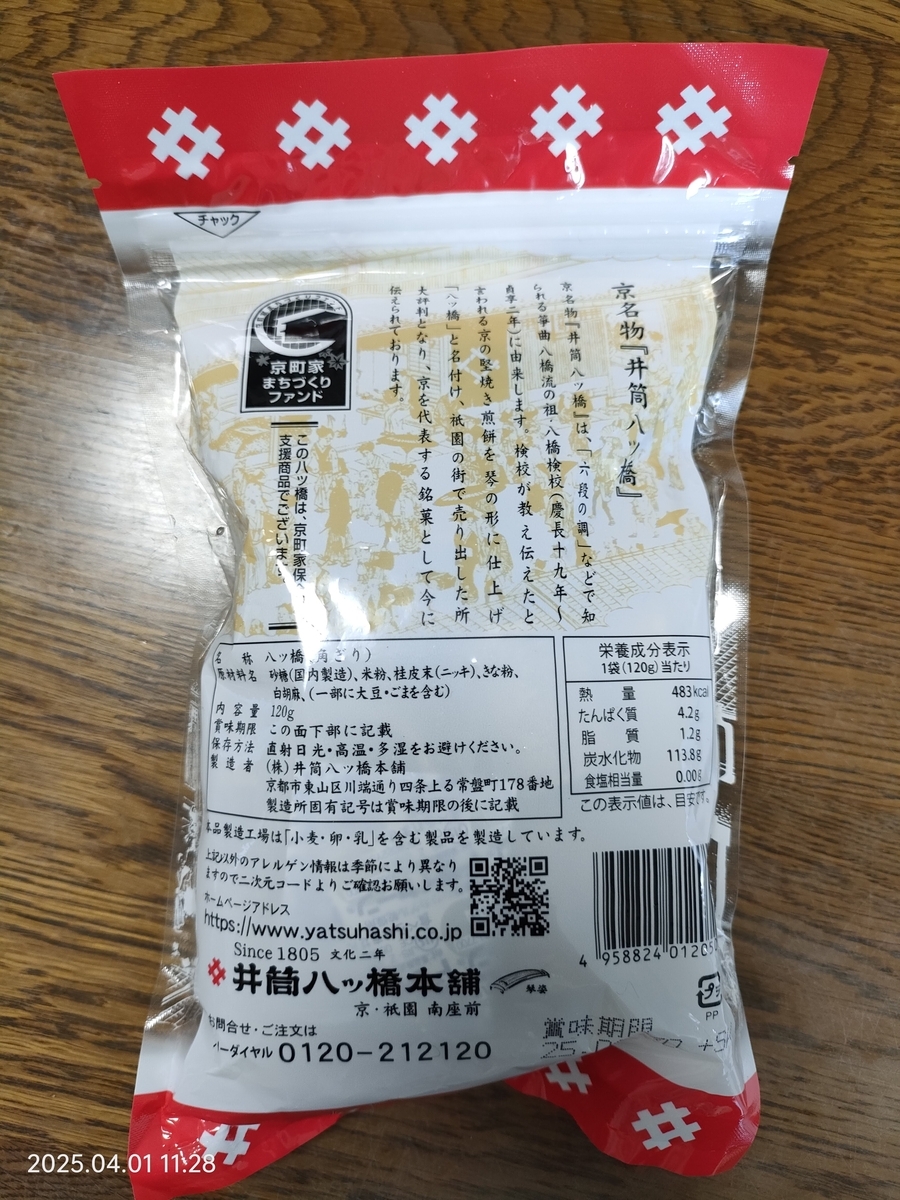 チャック
京名物『井筒八ッ橋』
京名物『井筒八ッ橋』は、「六段の調」などで知
られる箏曲八橋流の祖・八橋検校(慶長十九年〜
貞享二年)に由来します。検校が教え伝えたと
言われる京の堅焼き煎餅を琴の形に仕上げ
「八ッ橋」と名付け、祇園の街で売り出した所
大評判となり、京を代表する銘菓として今に
伝えられております。
京町家
まちづくり
ファンド
この八ッ橋は、京町家保
支援商品でございます。
名称 八ッ橋
原材料名 砂糖(国内製造)、米粉、桂皮末(ニッキ)、きな粉、
白胡麻、(一部に大豆・ごまを含む)
内容量 120g
賞味期限 この面下部に記載
保存方法 直射日光・高温・多湿をお避けください。
製造者 (株)井筒八ッ橋本舗
京都市東山区川端通り四条上る常盤町178番地
製造所固有記号は賞味期限の後に記載
栄養成分表示
1袋(120g)当たり
熱量 483kcal
たんぱく質 4.2g
脂質 1.2g
炭水化物 113.8g
食塩相当量 0.00g
この表示値は、目安です。
本品製造工場は「小麦・卵・乳」を含む製品を製造しています。
上記以外のアレルゲン情報は季節により異なり
ますので二次元コードよりご確認お願いします。
ホームページアドレス
https://www.yatsuhashi.co.jp
Since 1805 文化二年
井筒八ッ橋本舗
琴姿
京・祇園 南座前
お問合せ・ご注文は
フリーダイヤル 0120-212120
4 958824 0120
プラ
PP
賞味期限
25.
2025.04.01 11:28